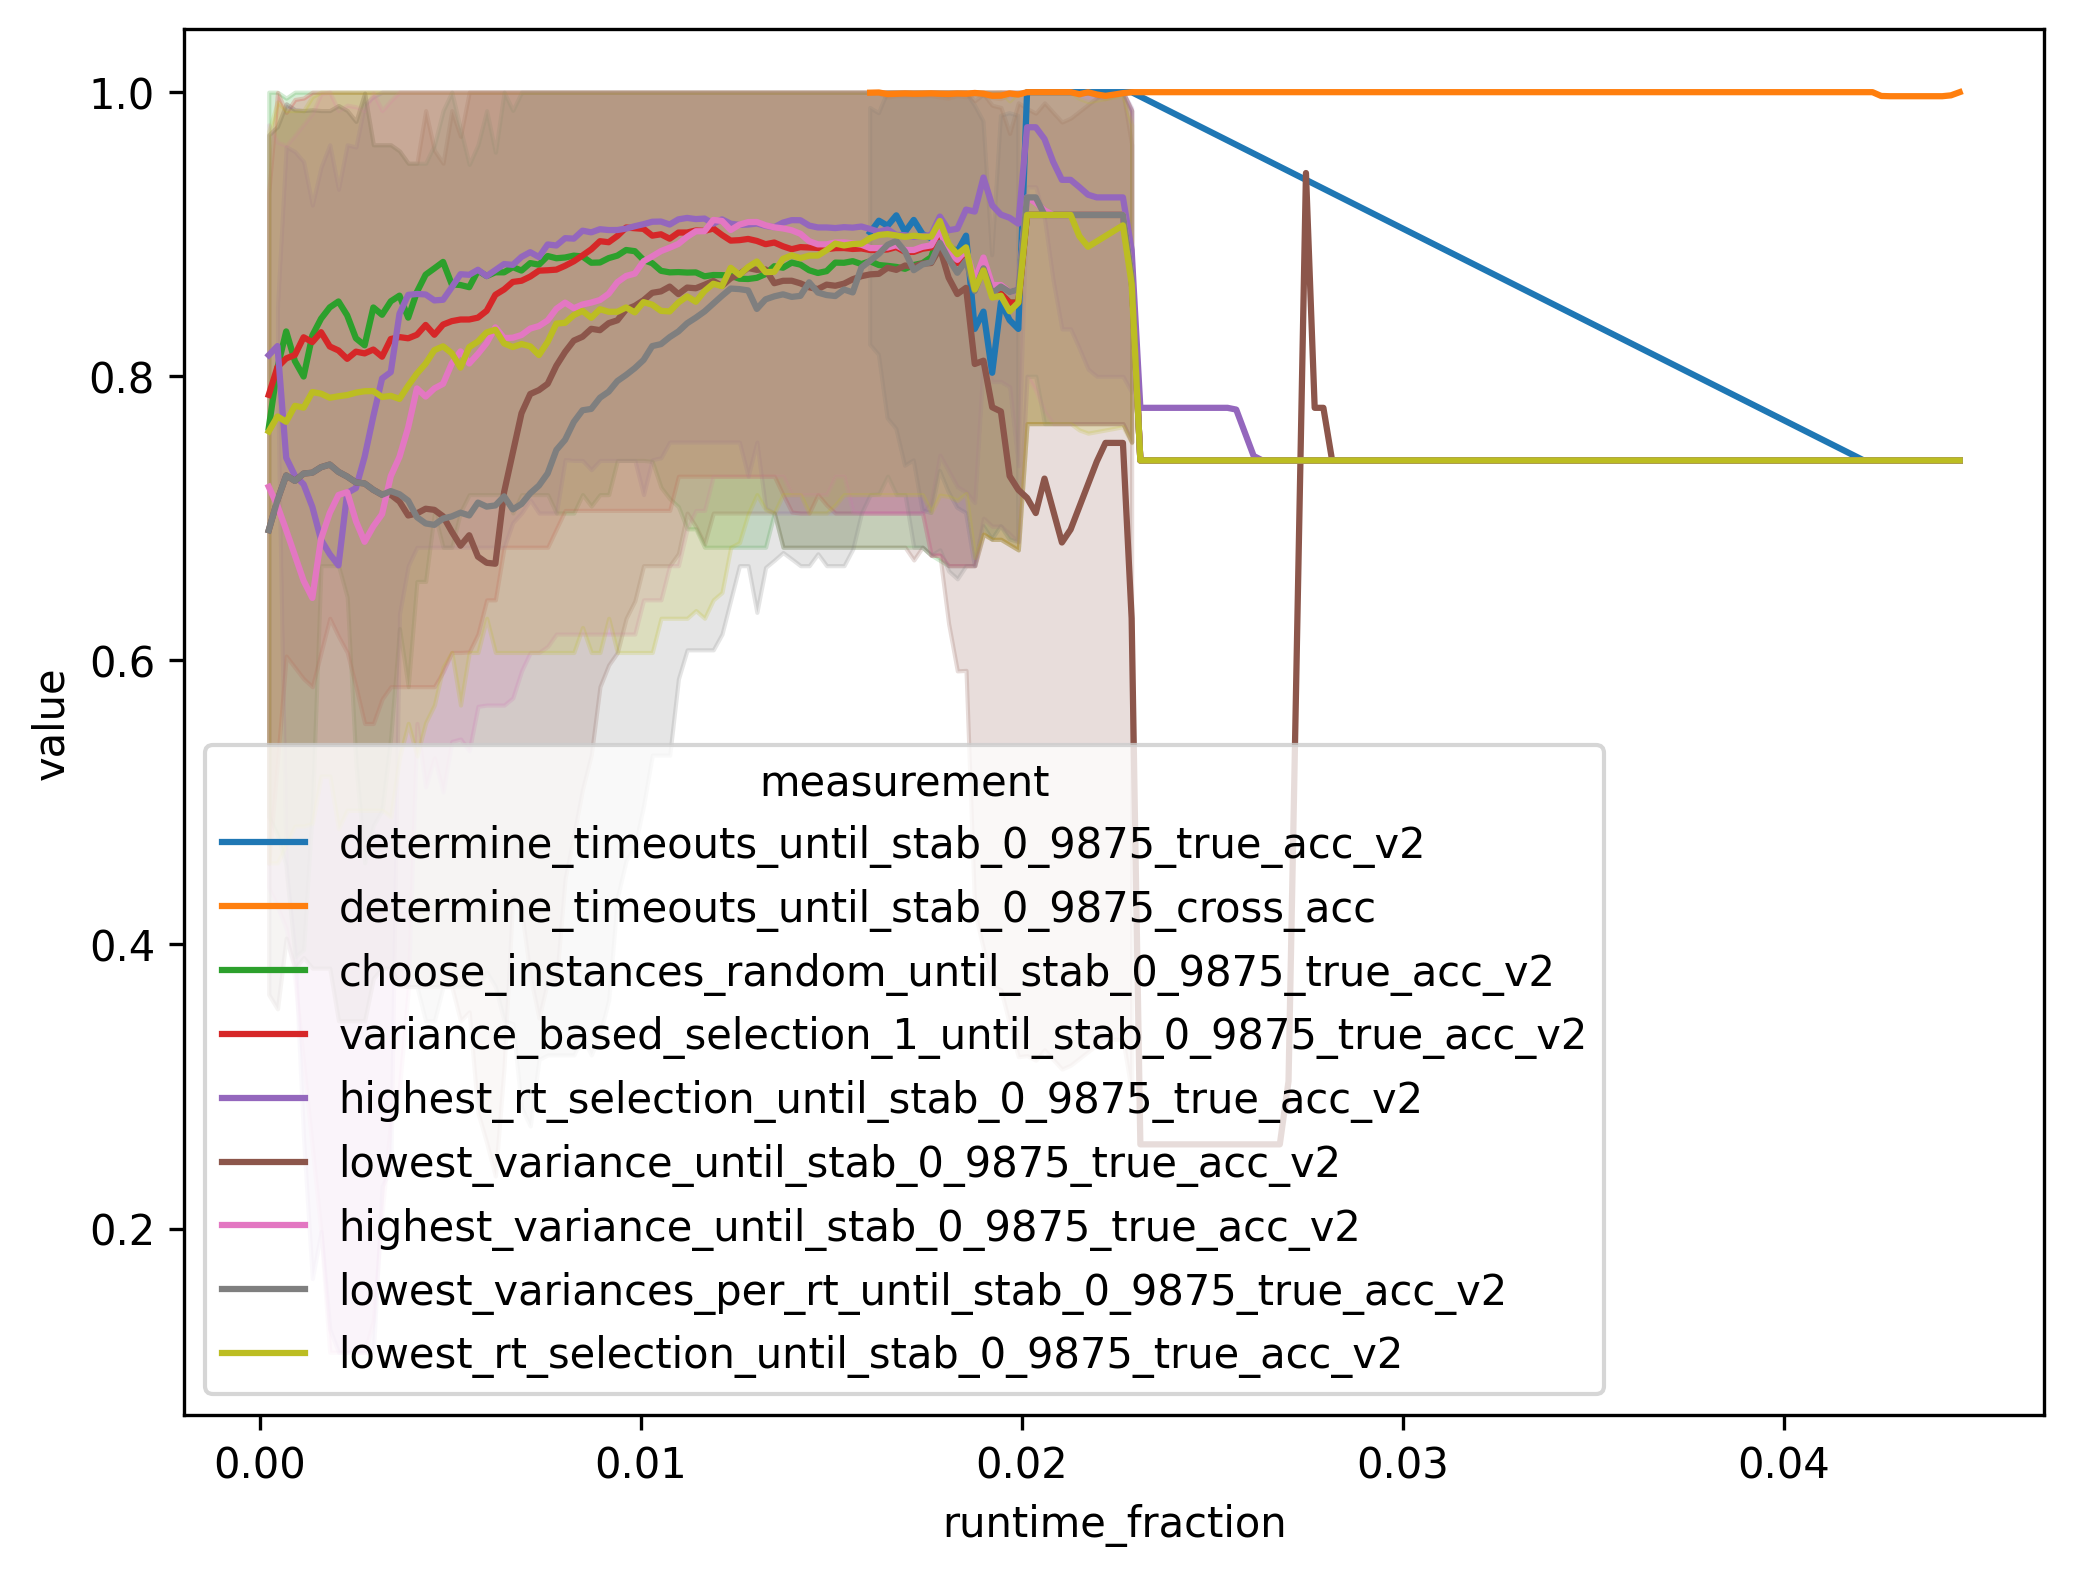 1.0
0.8
0.6
0.4
0.2
value
measurement
determine_timeouts_until_stab_0_9875_true_acc_v2
determine_timeouts_until_stab_0_9875_cross_acc
choose_instances_random_until_stab_0_9875_true_acc_v2
variance_based_selection_1_until_stab_0_9875_true_acc_v2
highest_rt_selection_until_stab_0_9875_true_acc_v2
lowest_variance_until_stab_0_9875_true_acc_v2
highest_variance_until_stab_0_9875_true_acc_v2
lowest_variances_per_rt_until_stab_0_9875_true_acc_v2
lowest_rt_selection_until_stab_0_9875_true_acc_v2
0.00 0.01 0.02 0.03 0.04
runtime_fraction